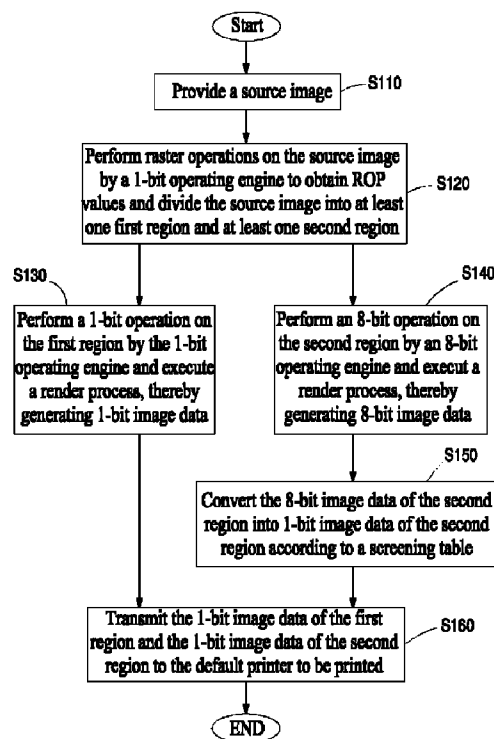 Start
S110
Provide a source image
S120
Perform raster operations on the source image
by a 1-bit operating engine to obtain ROP
values and divide the source image into at least
one first region and at least one second region
S130
Perform a 1-bit operation on
the first region by the 1-bit
operating engine and execute
a render process, thereby
generating 1-bit image data
S140
Perform an 8-bit operation on
the second region by an 8-bit
operating engine and execut a
render process, thereby
generating 8-bit image data
S150
Convert the 8-bit image data of the second
region into 1-bit image data of the second
region according to a screening table
S160
Transmit the 1-bit image data of the first
region and the 1-bit image data of the second
region to the default printer to be printed
END